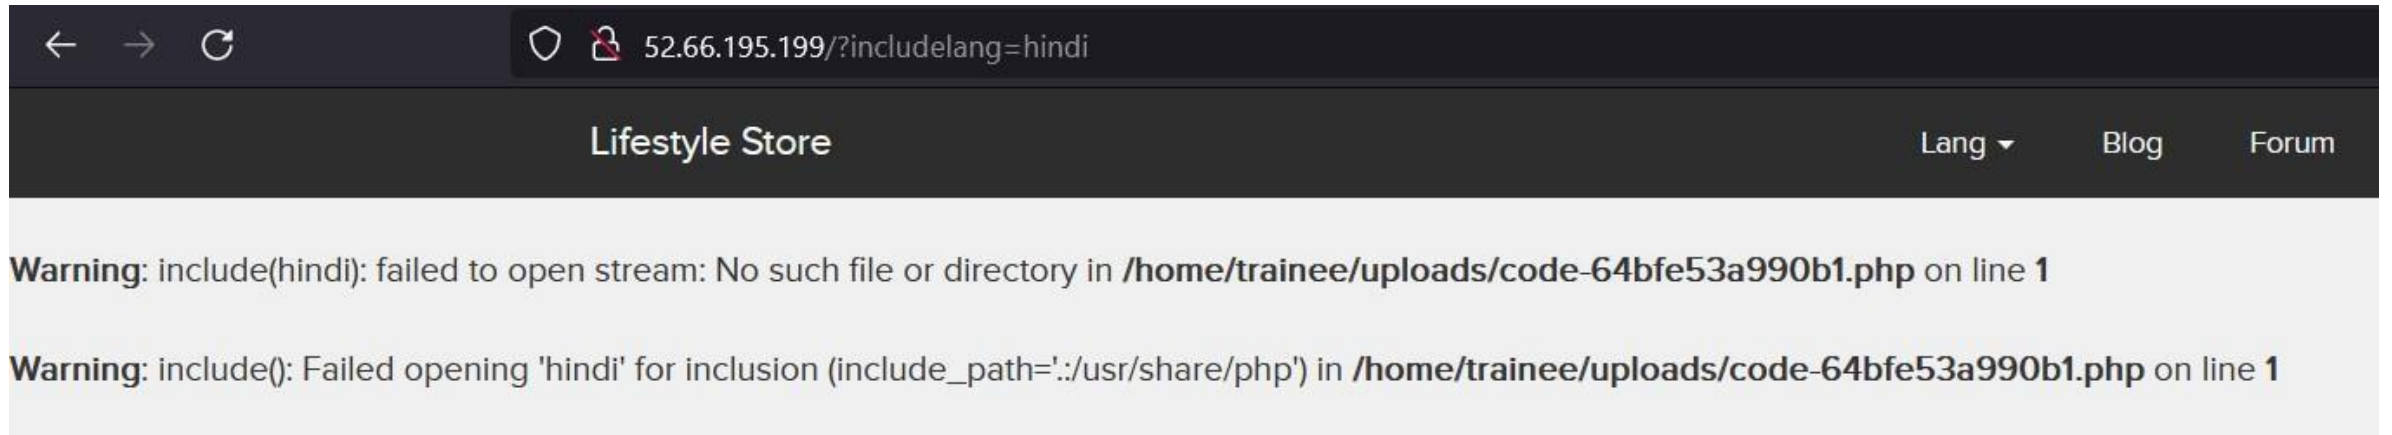 52.66.195.199/?includelang=hindi
Lifestyle Store
Lang
Blog
Forum
Warning: include(hindi): failed to open stream: No such file or directory in /home/trainee/uploads/code-64bfe53a990b1.php on line 1
Warning: include(): Failed opening 'hindi' for inclusion (include_path='.:/usr/share/php') in /home/trainee/uploads/code-64bfe53a990b1.php on line 1